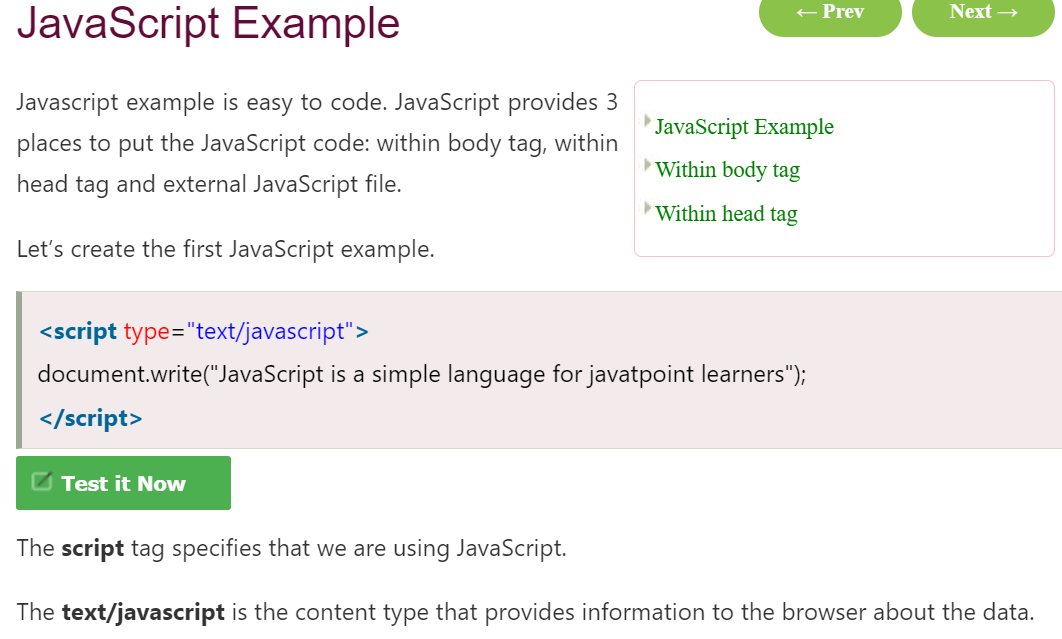 JavaScript Example
← Prev
Next →
Javascript example is easy to code. JavaScript provides 3
places to put the JavaScript code: within body tag, within
head tag and external JavaScript file.
JavaScript Example
Within body tag
Within head tag
Let’s create the first JavaScript example.
<script type="text/javascript">
document.write("JavaScript is a simple language for javatpoint learners");
</script>
Test it Now
The script tag specifies that we are using JavaScript.
The text/javascript is the content type that provides information to the browser about the data.